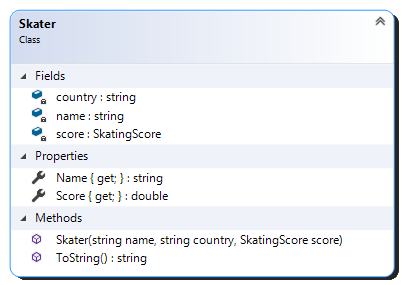 Skater
Class
Fields
country : string
name : string
score : SkatingScore
Properties
Name { get; } : string
Score { get; } : double
Methods
Skater(string name, string country, SkatingScore score)
ToString() : string